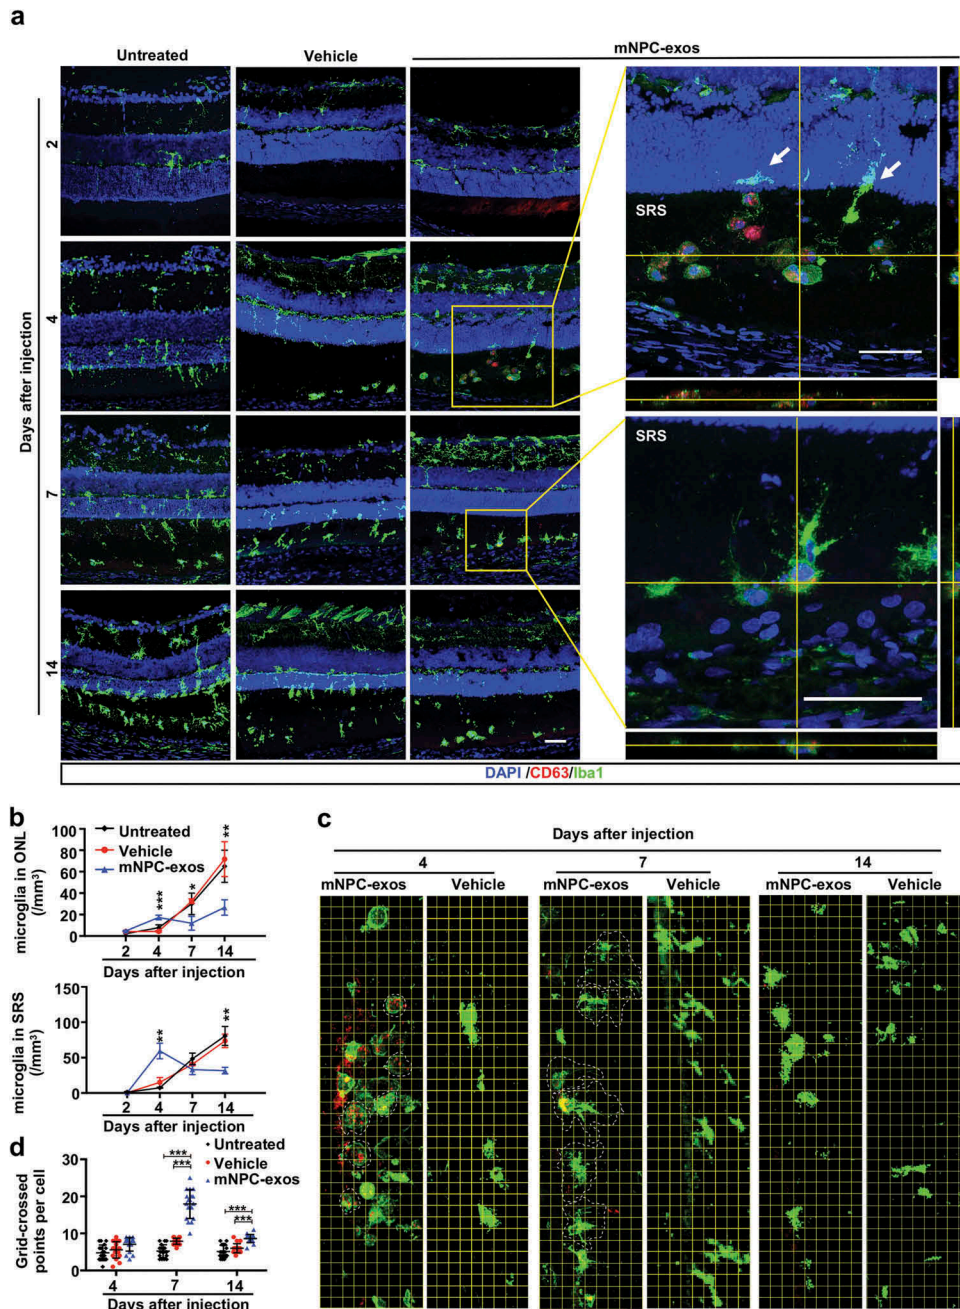 a
Untreated
Vehicle
mNPC-exos
Days after injection
2
4
7
14
SRS
SRS
DAPI /CD63/Iba1
b
microglia in ONL
(/mm³)
100
80
60
40
20
0
Untreated
Vehicle
mNPC-exos
***
*
**
2 4 7 14
Days after injection
microglia in SRS
(/mm³)
150
100
50
0
**
**
2 4 7 14
Days after injection
d
Grid-crossed
points per cell
30
20
10
0
Untreated
Vehicle
mNPC-exos
***
***
***
***
4 7 14
Days after injection
c
Days after injection
4 7 14
mNPC-exos Vehicle mNPC-exos Vehicle mNPC-exos Vehicle